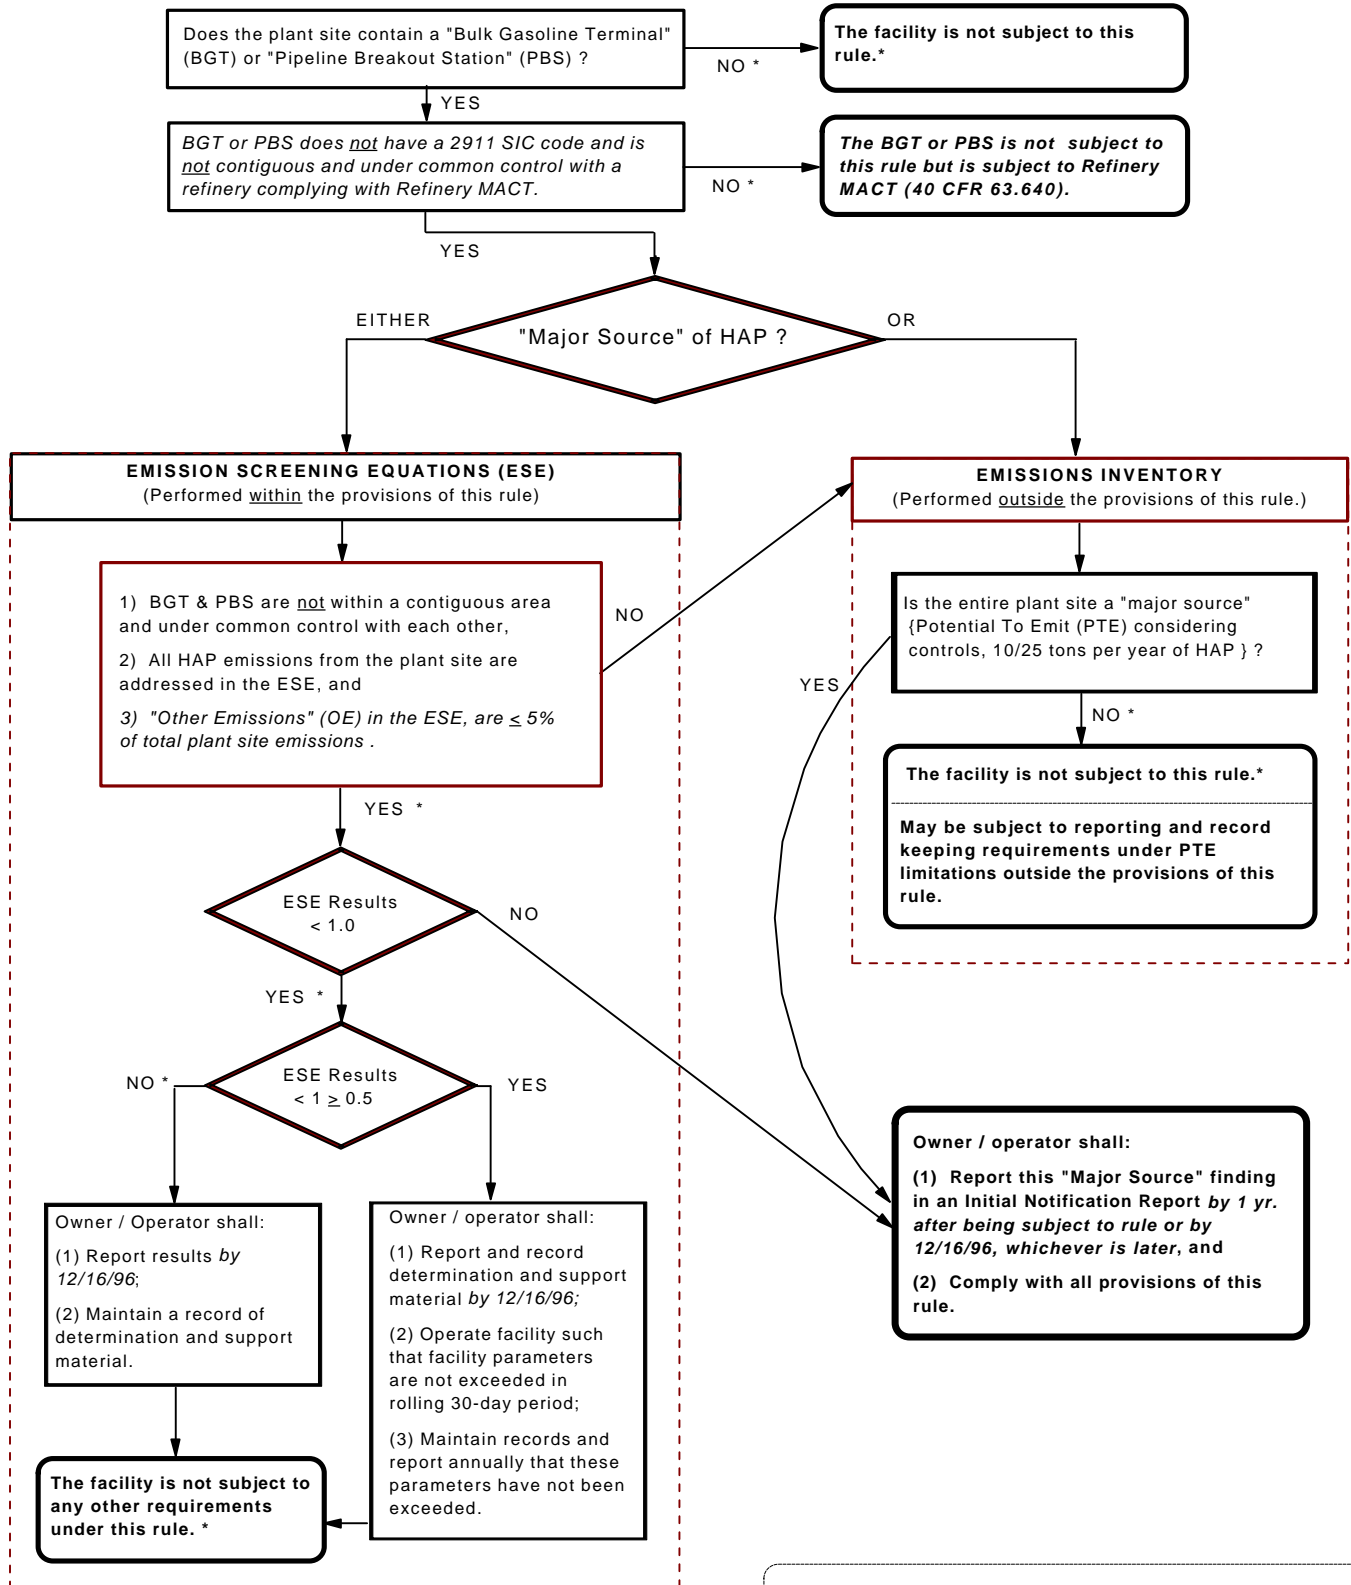 Does the plant site contain a "Bulk Gasoline Terminal"
(BGT) or "Pipeline Breakout Station" (PBS) ?
NO *
The facility is not subject to this
rule.*
YES
BGT or PBS does not have a 2911 SIC code and is
not contiguous and under common control with a
refinery complying with Refinery MACT.
NO *
The BGT or PBS is not subject to
this rule but is subject to Refinery
MACT (40 CFR 63.640).
YES
EITHER
"Major Source" of HAP ?
OR
EMISSION SCREENING EQUATIONS (ESE)
(Performed within the provisions of this rule)
EMISSIONS INVENTORY
(Performed outside the provisions of this rule.)
1) BGT & PBS are not within a contiguous area
and under common control with each other,
2) All HAP emissions from the plant site are
addressed in the ESE, and
3) "Other Emissions" (OE) in the ESE, are ≤ 5%
of total plant site emissions .
NO
Is the entire plant site a "major source"
{Potential To Emit (PTE) considering
controls, 10/25 tons per year of HAP } ?
YES
NO *
The facility is not subject to this rule.*
May be subject to reporting and record
keeping requirements under PTE
limitations outside the provisions of this
rule.
YES *
ESE Results
< 1.0
NO
YES *
ESE Results
< 1 ≥ 0.5
NO *
YES
Owner / Operator shall:
(1) Report results by
12/16/96;
(2) Maintain a record of
determination and support
material.
Owner / operator shall:
(1) Report and record
determination and support
material by 12/16/96;
(2) Operate facility such
that facility parameters
are not exceeded in
rolling 30-day period;
(3) Maintain records and
report annually that these
parameters have not been
exceeded.
Owner / operator shall:
(1) Report this "Major Source" finding
in an Initial Notification Report by 1 yr.
after being subject to rule or by
12/16/96, whichever is later, and
(2) Comply with all provisions of this
rule.
The facility is not subject to
any other requirements
under this rule. *